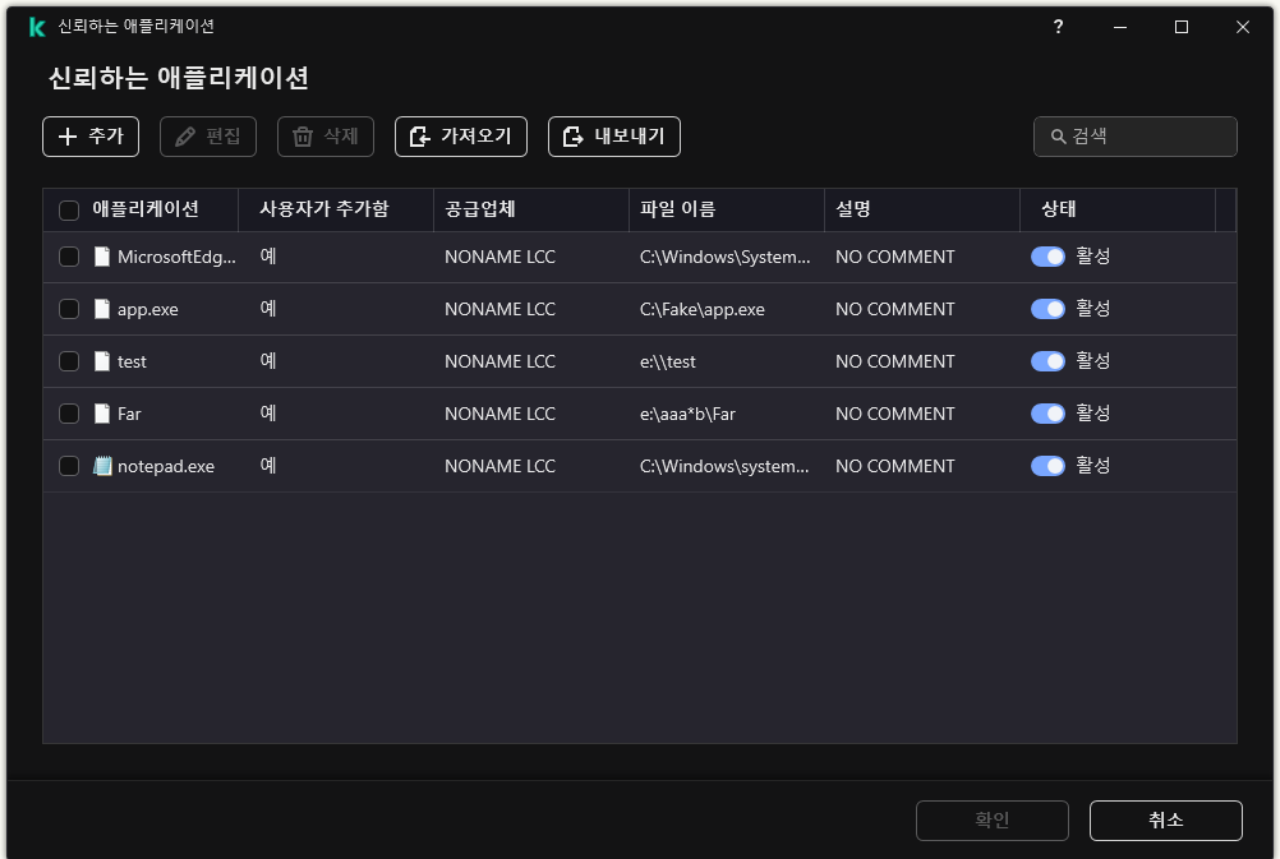 신뢰하는 애플리케이션
?
신뢰하는 애플리케이션
추가 편집 삭제 가져오기 내보내기 검색
애플리케이션 사용자가 추가함 공급업체 파일 이름 설명 상태
MicrosoftEdg... 예 NONAME LCC C:\Windows\System... NO COMMENT 활성
app.exe 예 NONAME LCC C:\Fake\app.exe NO COMMENT 활성
test 예 NONAME LCC e:\\test NO COMMENT 활성
Far 예 NONAME LCC e:\aaa*b\Far NO COMMENT 활성
notepad.exe 예 NONAME LCC C:\Windows\system... NO COMMENT 활성
확인 취소